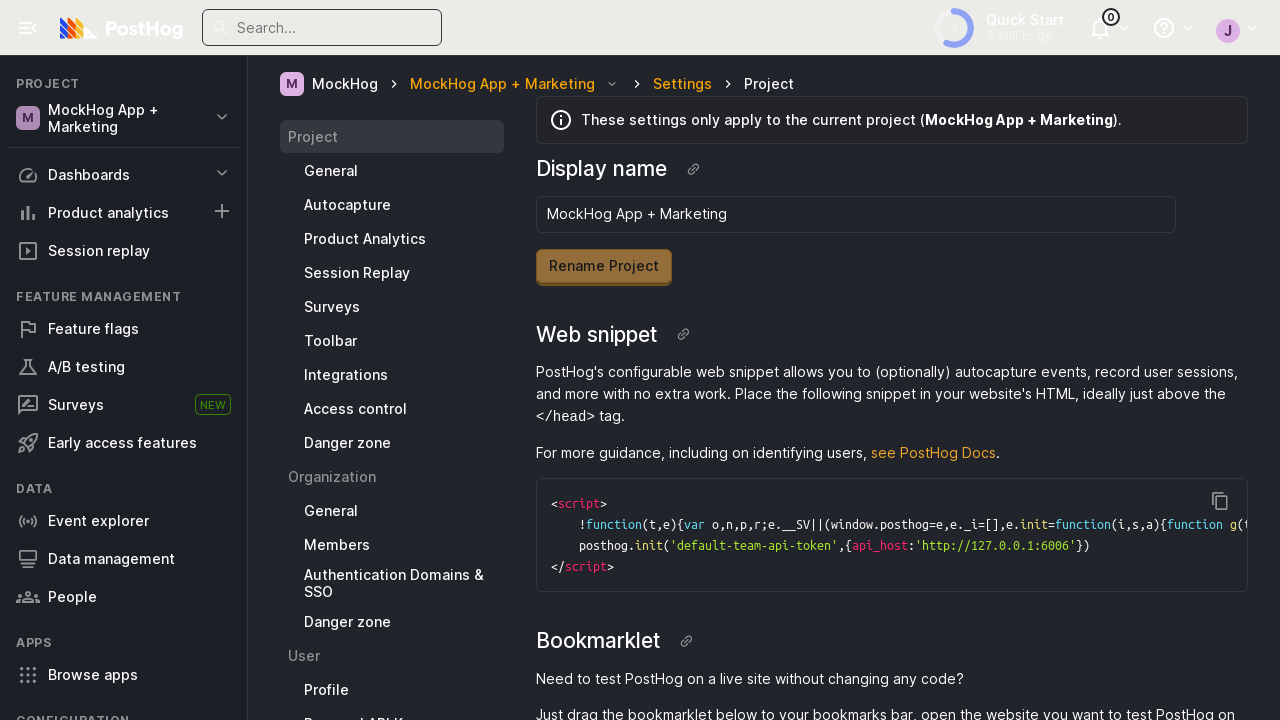 PostHog
Search...
3
Quick Start
3 still to go
0
J
PROJECT
M
MockHog App +
Marketing
Dashboards
Product analytics
Session replay
FEATURE MANAGEMENT
Feature flags
A/B testing
Surveys
NEW
Early access features
DATA
Event explorer
Data management
People
APPS
Browse apps
CONFIGURATION
M MockHog > MockHog App + Marketing > Settings > Project
Project
General
Autocapture
Product Analytics
Session Replay
Surveys
Toolbar
Integrations
Access control
Danger zone
Organization
General
Members
Authentication Domains &
SSO
Danger zone
User
Profile
These settings only apply to the current project (MockHog App + Marketing).
Display name
MockHog App + Marketing
Rename Project
Web snippet
PostHog's configurable web snippet allows you to (optionally) autocapture events, record user sessions,
and more with no extra work. Place the following snippet in your website's HTML, ideally just above the
</head> tag.
For more guidance, including on identifying users, see PostHog Docs.
<script>
!function(t,e){var o,n,p,r;e.__SV||(window.posthog=e,e._i=[],e.init=function(i,s,a){function g(t
posthog.init('default-team-api-token',{api_host:'http://127.0.0.1:6006'})
</script>
Bookmarklet
Need to test PostHog on a live site without changing any code?
Just drag the bookmarklet below to your bookmarks bar, open the website you want to test PostHog on